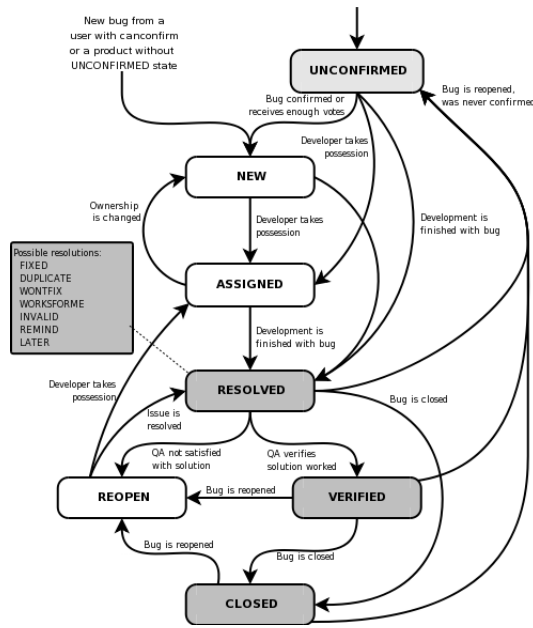 New bug from a
user with canconfirm
or a product without
UNCONFIRMED state
UNCONFIRMED
Bug is reopened,
was never confirmed
Bug confirmed or
receives enough votes
Developer takes
possession
NEW
Ownership
is changed
Developer takes
possession
Development is
finished with bug
Possible resolutions:
FIXED
DUPLICATE
WONTFIX
WORKSFORME
INVALID
REMIND
LATER
ASSIGNED
Development is
finished with bug
Developer takes
possession
RESOLVED
Bug is closed
Issue is
resolved
QA not satisfied
with solution
QA verifies
solution worked
REOPEN
Bug is reopened
VERIFIED
Bug is reopened
Bug is closed
CLOSED